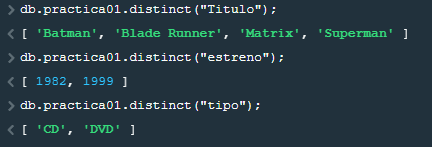 > db.practica01.distinct("Titulo");
< [ 'Batman', 'Blade Runner', 'Matrix', 'Superman' ]
> db.practica01.distinct("estreno");
< [ 1982, 1999 ]
> db.practica01.distinct("tipo");
< [ 'CD', 'DVD' ]